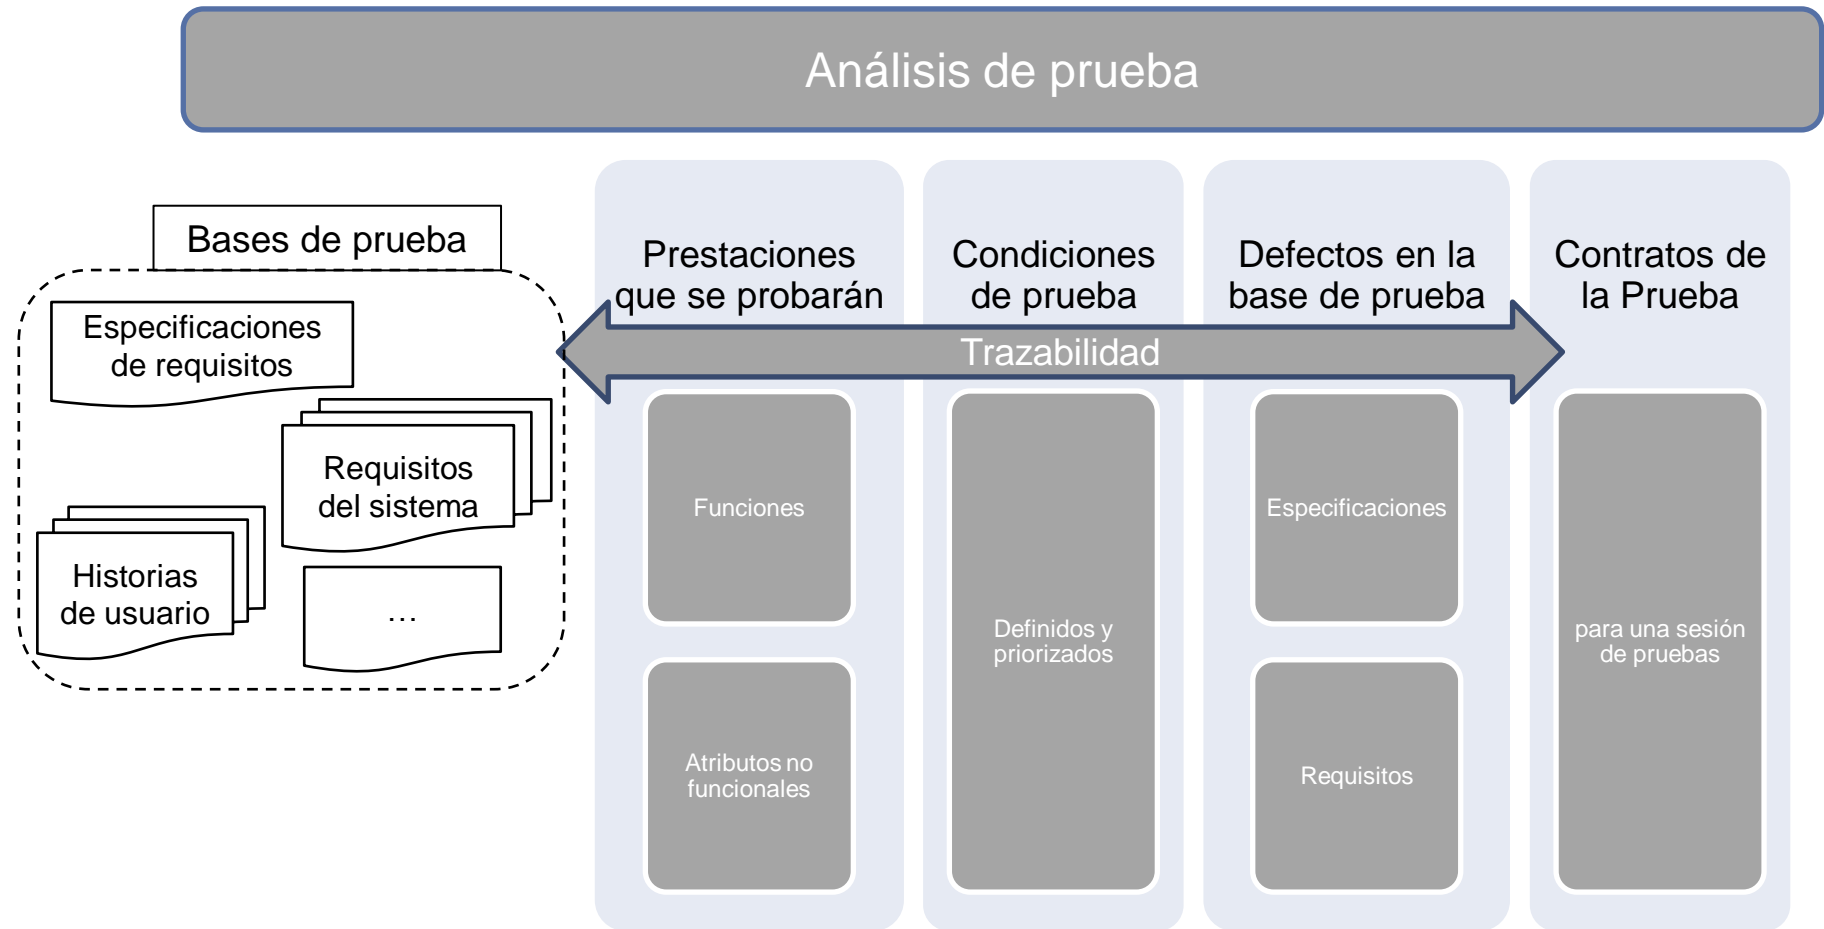 Análisis de prueba
Bases de prueba
Especificaciones
de requisitos
Requisitos
del sistema
Historias
de usuario
…
Prestaciones
que se probarán
Condiciones
de prueba
Defectos en la
base de prueba
Contratos de
la Prueba
Trazabilidad
Funciones
Atributos no
funcionales
Definidos y
priorizados
Especificaciones
Requisitos
para una sesión
de pruebas